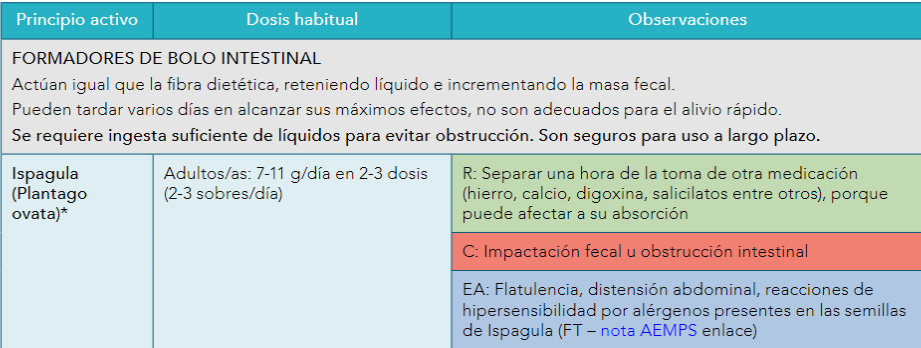 Principio activo
Dosis habitual
Observaciones
FORMADORES DE BOLO INTESTINAL
Actúan igual que la fibra dietética, reteniendo líquido e incrementando la masa fecal.
Pueden tardar varios días en alcanzar sus máximos efectos, no son adecuados para el alivio rápido.
Se requiere ingesta suficiente de líquidos para evitar obstrucción. Son seguros para uso a largo plazo.
Ispagula
(Plantago
ovata)*
Adultos/as: 7-11 g/día en 2-3 dosis
(2-3 sobres/día)
R: Separar una hora de la toma de otra medicación
(hierro, calcio, digoxina, salicilatos entre otros), porque
puede afectar a su absorción
C: Impactación fecal u obstrucción intestinal
EA: Flatulencia, distensión abdominal, reacciones de
hipersensibilidad por alérgenos presentes en las semillas
de Ispagula (FT – nota AEMPS enlace)